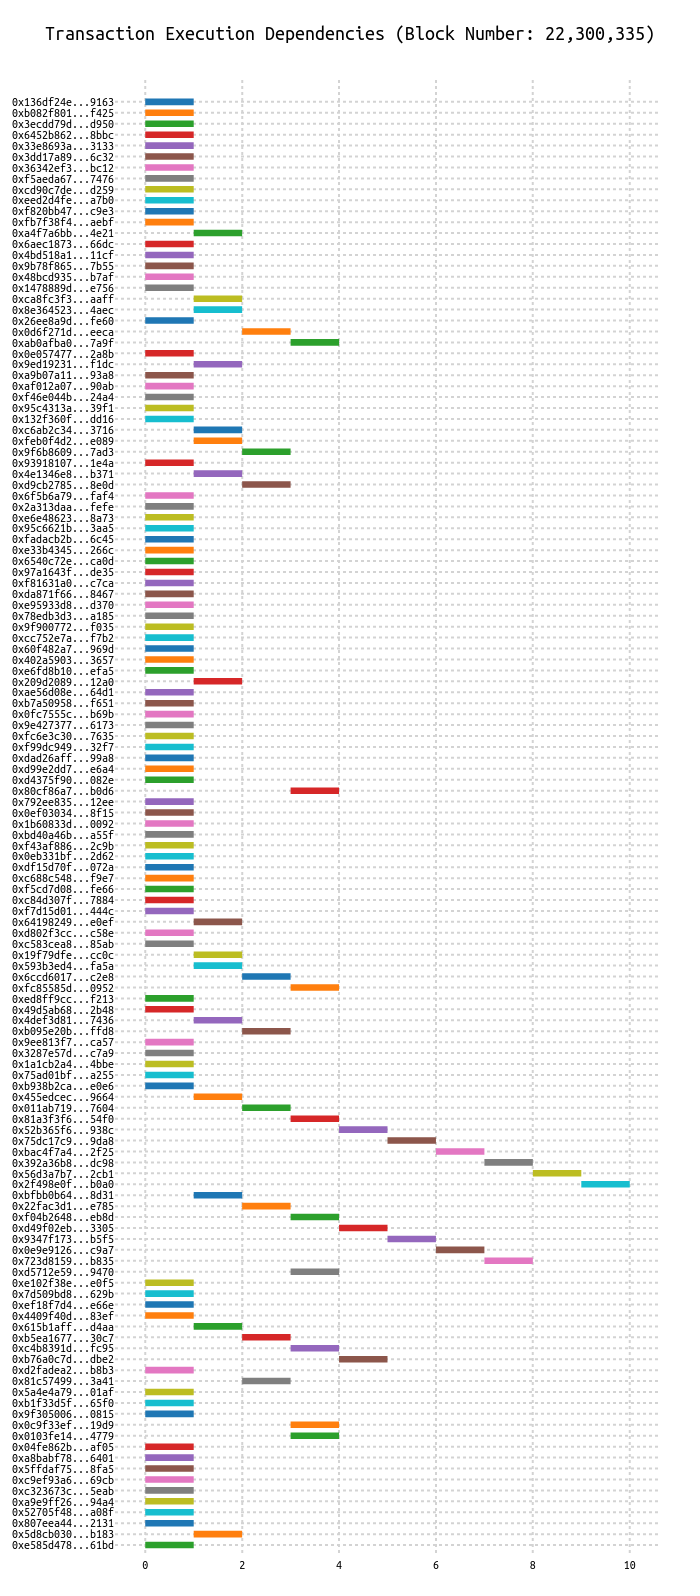 Transaction Execution Dependencies (Block Number: 22,300,335)
0x136df24e...9163
0xb082f801...f425
0x3ecdd79d...d950
0x6452b862...8bbc
0x33e8693a...3133
0x3dd17a89...6c32
0x36342ef3...bc12
0xf5aeda67...7476
0xcd90c7de...d259
0xeed2d4fe...a7b0
0xf820bb47...c9e3
0xfb7f38f4...aebf
0xa4f7a6bb...4e21
0x6aec1873...66dc
0x4bd518a1...11cf
0x9b78f865...7b55
0x48bcd935...b7af
0x1478889d...e756
0xca8fc3f3...aaff
0x8e364523...4aec
0x26ee8a9d...fe60
0x0d6f271d...eeca
0xab0afba0...7a9f
0x0e057477...2a8b
0x9ed19231...f1dc
0xa9b07a11...93a8
0xaf012a07...90ab
0xf46e044b...24a4
0x95c4313a...39f1
0x132f360f...dd16
0xc6ab2c34...3716
0xfeb0f4d2...e089
0x9f6b8609...7ad3
0x93918107...1e4a
0x4e1346e8...b371
0xd9cb2785...8e0d
0x6f5b6a79...faf4
0x2a313daa...fefe
0xe6e48623...8a73
0x95c6621b...3aa5
0xfadacb2b...6c45
0xe33b4345...266c
0x6540c72e...ca0d
0x97a1643f...de35
0xf81631a0...c7ca
0xda871f66...8467
0xe95933d8...d370
0x78edb3d3...a185
0x9f900772...f035
0xcc752e7a...f7b2
0x60f482a7...969d
0x402a5903...3657
0xe6fd8b10...efa5
0x209d2089...12a0
0xae56d08e...64d1
0xb7a50958...f651
0x0fc7555c...b69b
0x9e427377...6173
0xfc6e3c30...7635
0xf99dc949...32f7
0xdad26aff...99a8
0xd99e2dd7...e6a4
0xd4375f90...082e
0x80cf86a7...b0d6
0x792ee835...12ee
0x0ef03034...8f15
0x1b60833d...0092
0xbd40a46b...a55f
0xf43af886...2c9b
0x0eb331bf...2d62
0xdf15d70f...072a
0xc688c548...f9e7
0xf5cd7d08...fe66
0xc84d307f...7884
0xf7d15d01...444c
0x64198249...e0ef
0xd802f3cc...c58e
0xc583cea8...85ab
0x19f79dfe...cc0c
0x593b3ed4...fa5a
0x6ccd6017...c2e8
0xfc85585d...0952
0xed8ff9cc...f213
0x49d5ab68...2b48
0x4def3d81...7436
0xb095e20b...ffd8
0x9ee813f7...ca57
0x3287e57d...c7a9
0x1a1cb2a4...4bbe
0x75ad01bf...a255
0xb938b2ca...e0e6
0x455edcec...9664
0x011ab719...7604
0x81a3f3f6...54f0
0x52b365f6...938c
0x75dc17c9...9da8
0xbac4f7a4...2f25
0x392a36b8...dc98
0x56d3a7b7...2cb1
0x2f498e0f...b0a0
0xbfbb0b64...8d31
0x22fac3d1...e785
0xf04b2648...eb8d
0xd49f02eb...3305
0x9347f173...b5f5
0x0e9e9126...c9a7
0x723d8159...b835
0xd5712e59...9470
0xe102f38e...e0f5
0x7d509bd8...629b
0xef18f7d4...e66e
0x4409f40d...83ef
0x615b1aff...d4aa
0xb5ea1677...30c7
0xc4b8391d...fc95
0xb76a0c7d...dbe2
0xd2fadea2...b8b3
0x81c57499...3a41
0x5a4e4a79...01af
0xb1f33d5f...65f0
0x9f305006...0815
0x0c9f33ef...19d9
0x0103fe14...4779
0x04fe862b...af05
0xa8babf78...6401
0x5ffdaf75...8fa5
0xc9ef93a6...69cb
0xc323673c...5eab
0xa9e9ff26...94a4
0x52705f48...a08f
0x807eea44...2131
0x5d8cb030...b183
0xe585d478...61bd
0 2 4 6 8 10